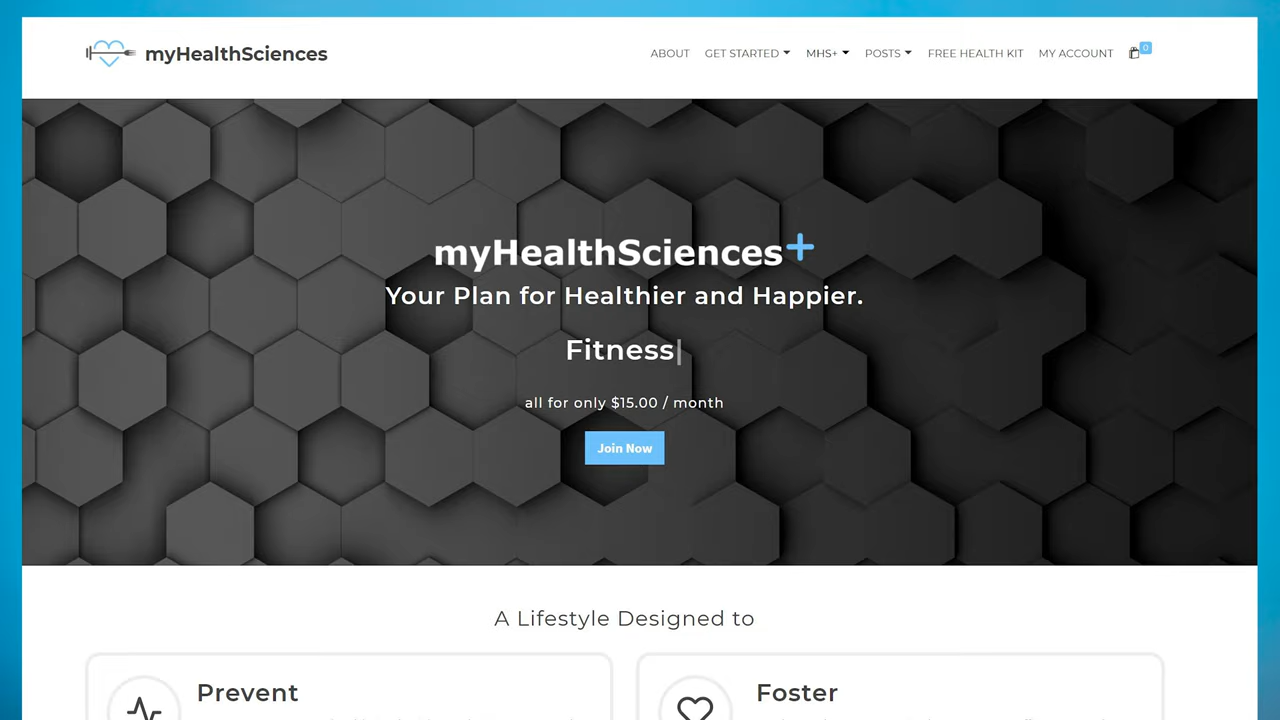 myHealthSciences
ABOUT GET STARTED MHS+ POSTS FREE HEALTH KIT MY ACCOUNT 0
myHealthSciences+
Your Plan for Healthier and Happier.
Fitness
all for only $15.00 / month
Join Now
A Lifestyle Designed to
Prevent
Foster